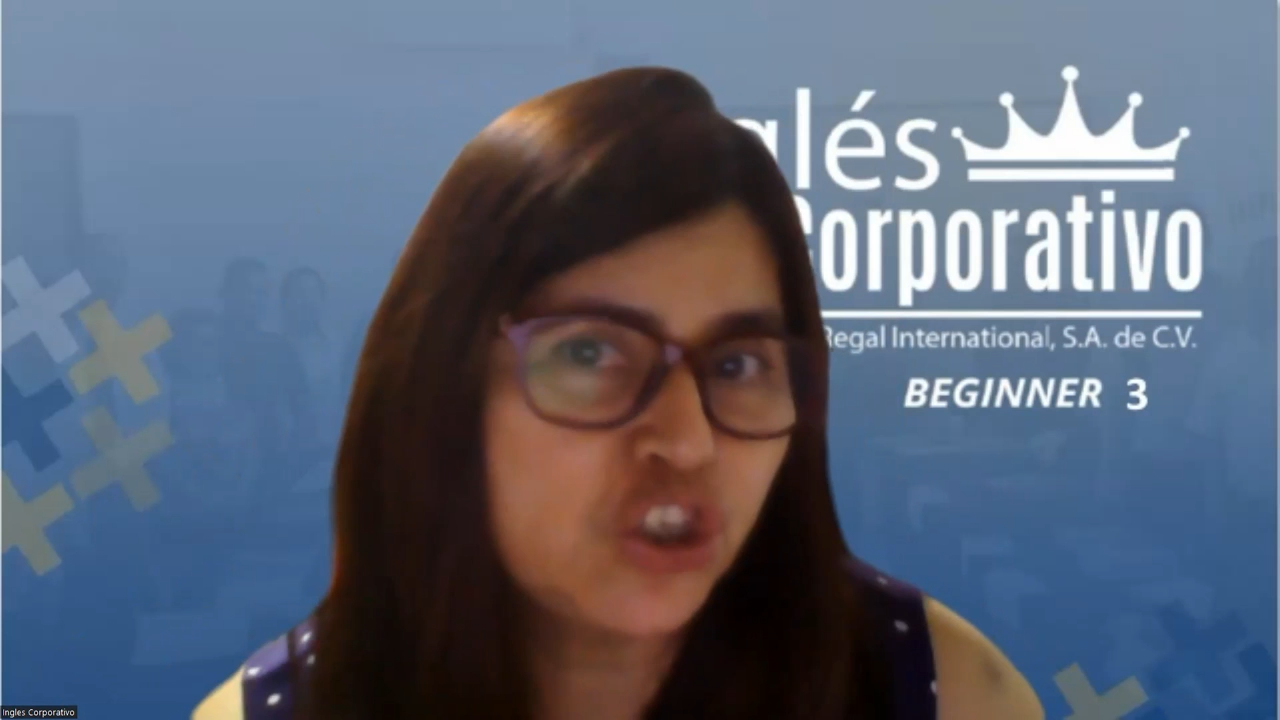 glés
Corporativo
Regal International, S.A. de C.V.
BEGINNER 3
Ingles Corporativo